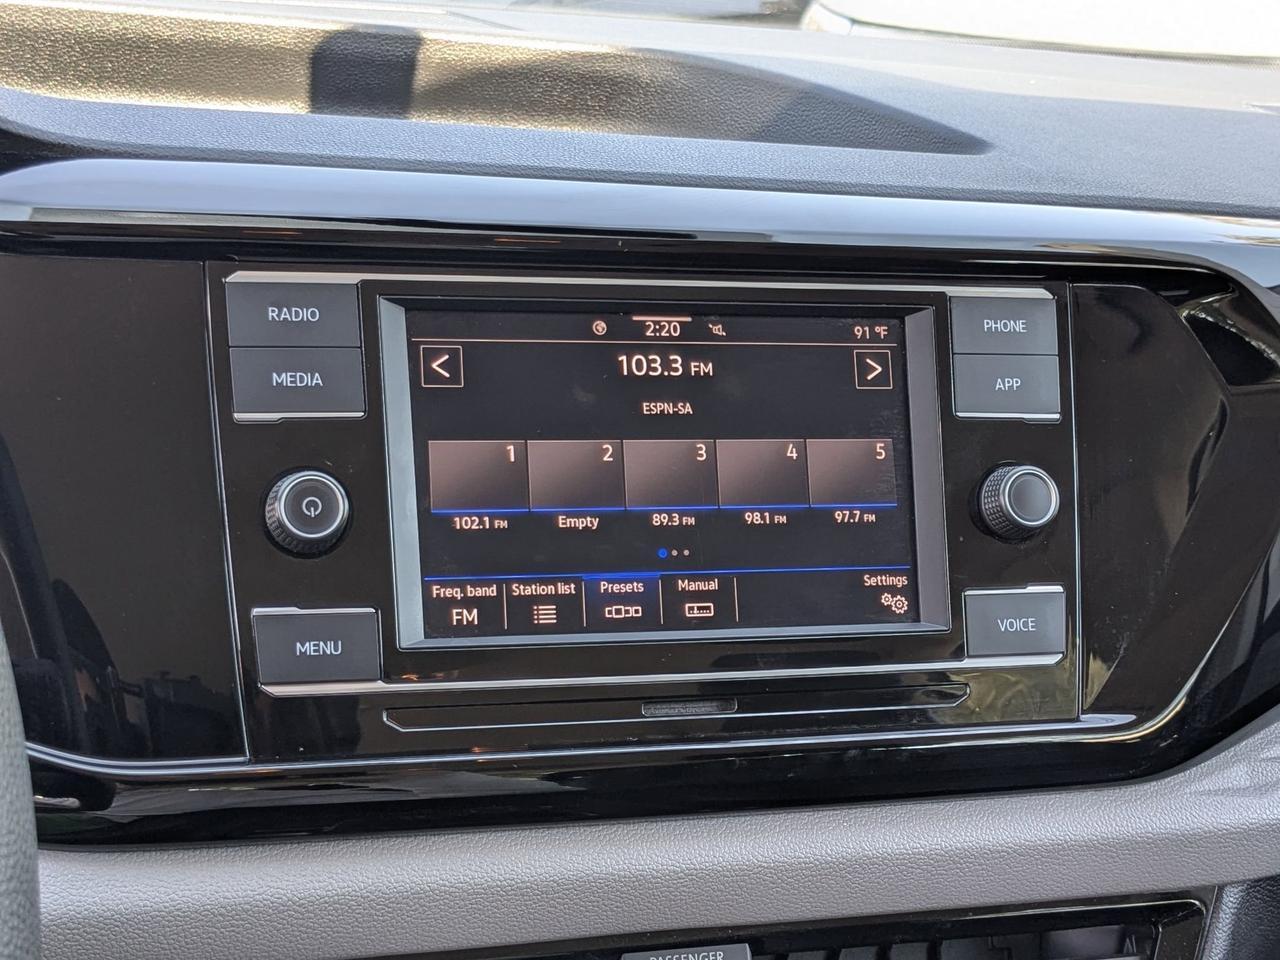 RADIO
MEDIA
MENU
2:20
91 °F
<
103.3 FM
>
ESPN-SA
1 2 3 4 5
102.1 FM Empty 89.3 FM 98.1 FM 97.7 FM
Freq. band Station list Presets Manual Settings
FM
PHONE
APP
VOICE
PASSENGER